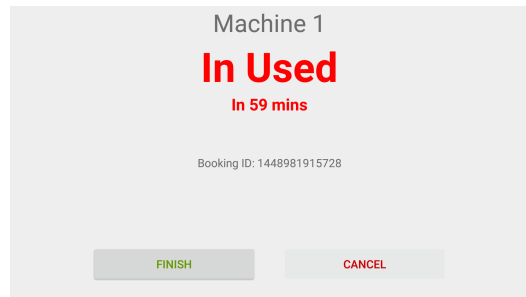 Machine 1
In Used
In 59 mins
Booking ID: 1448981915728
FINISH
CANCEL